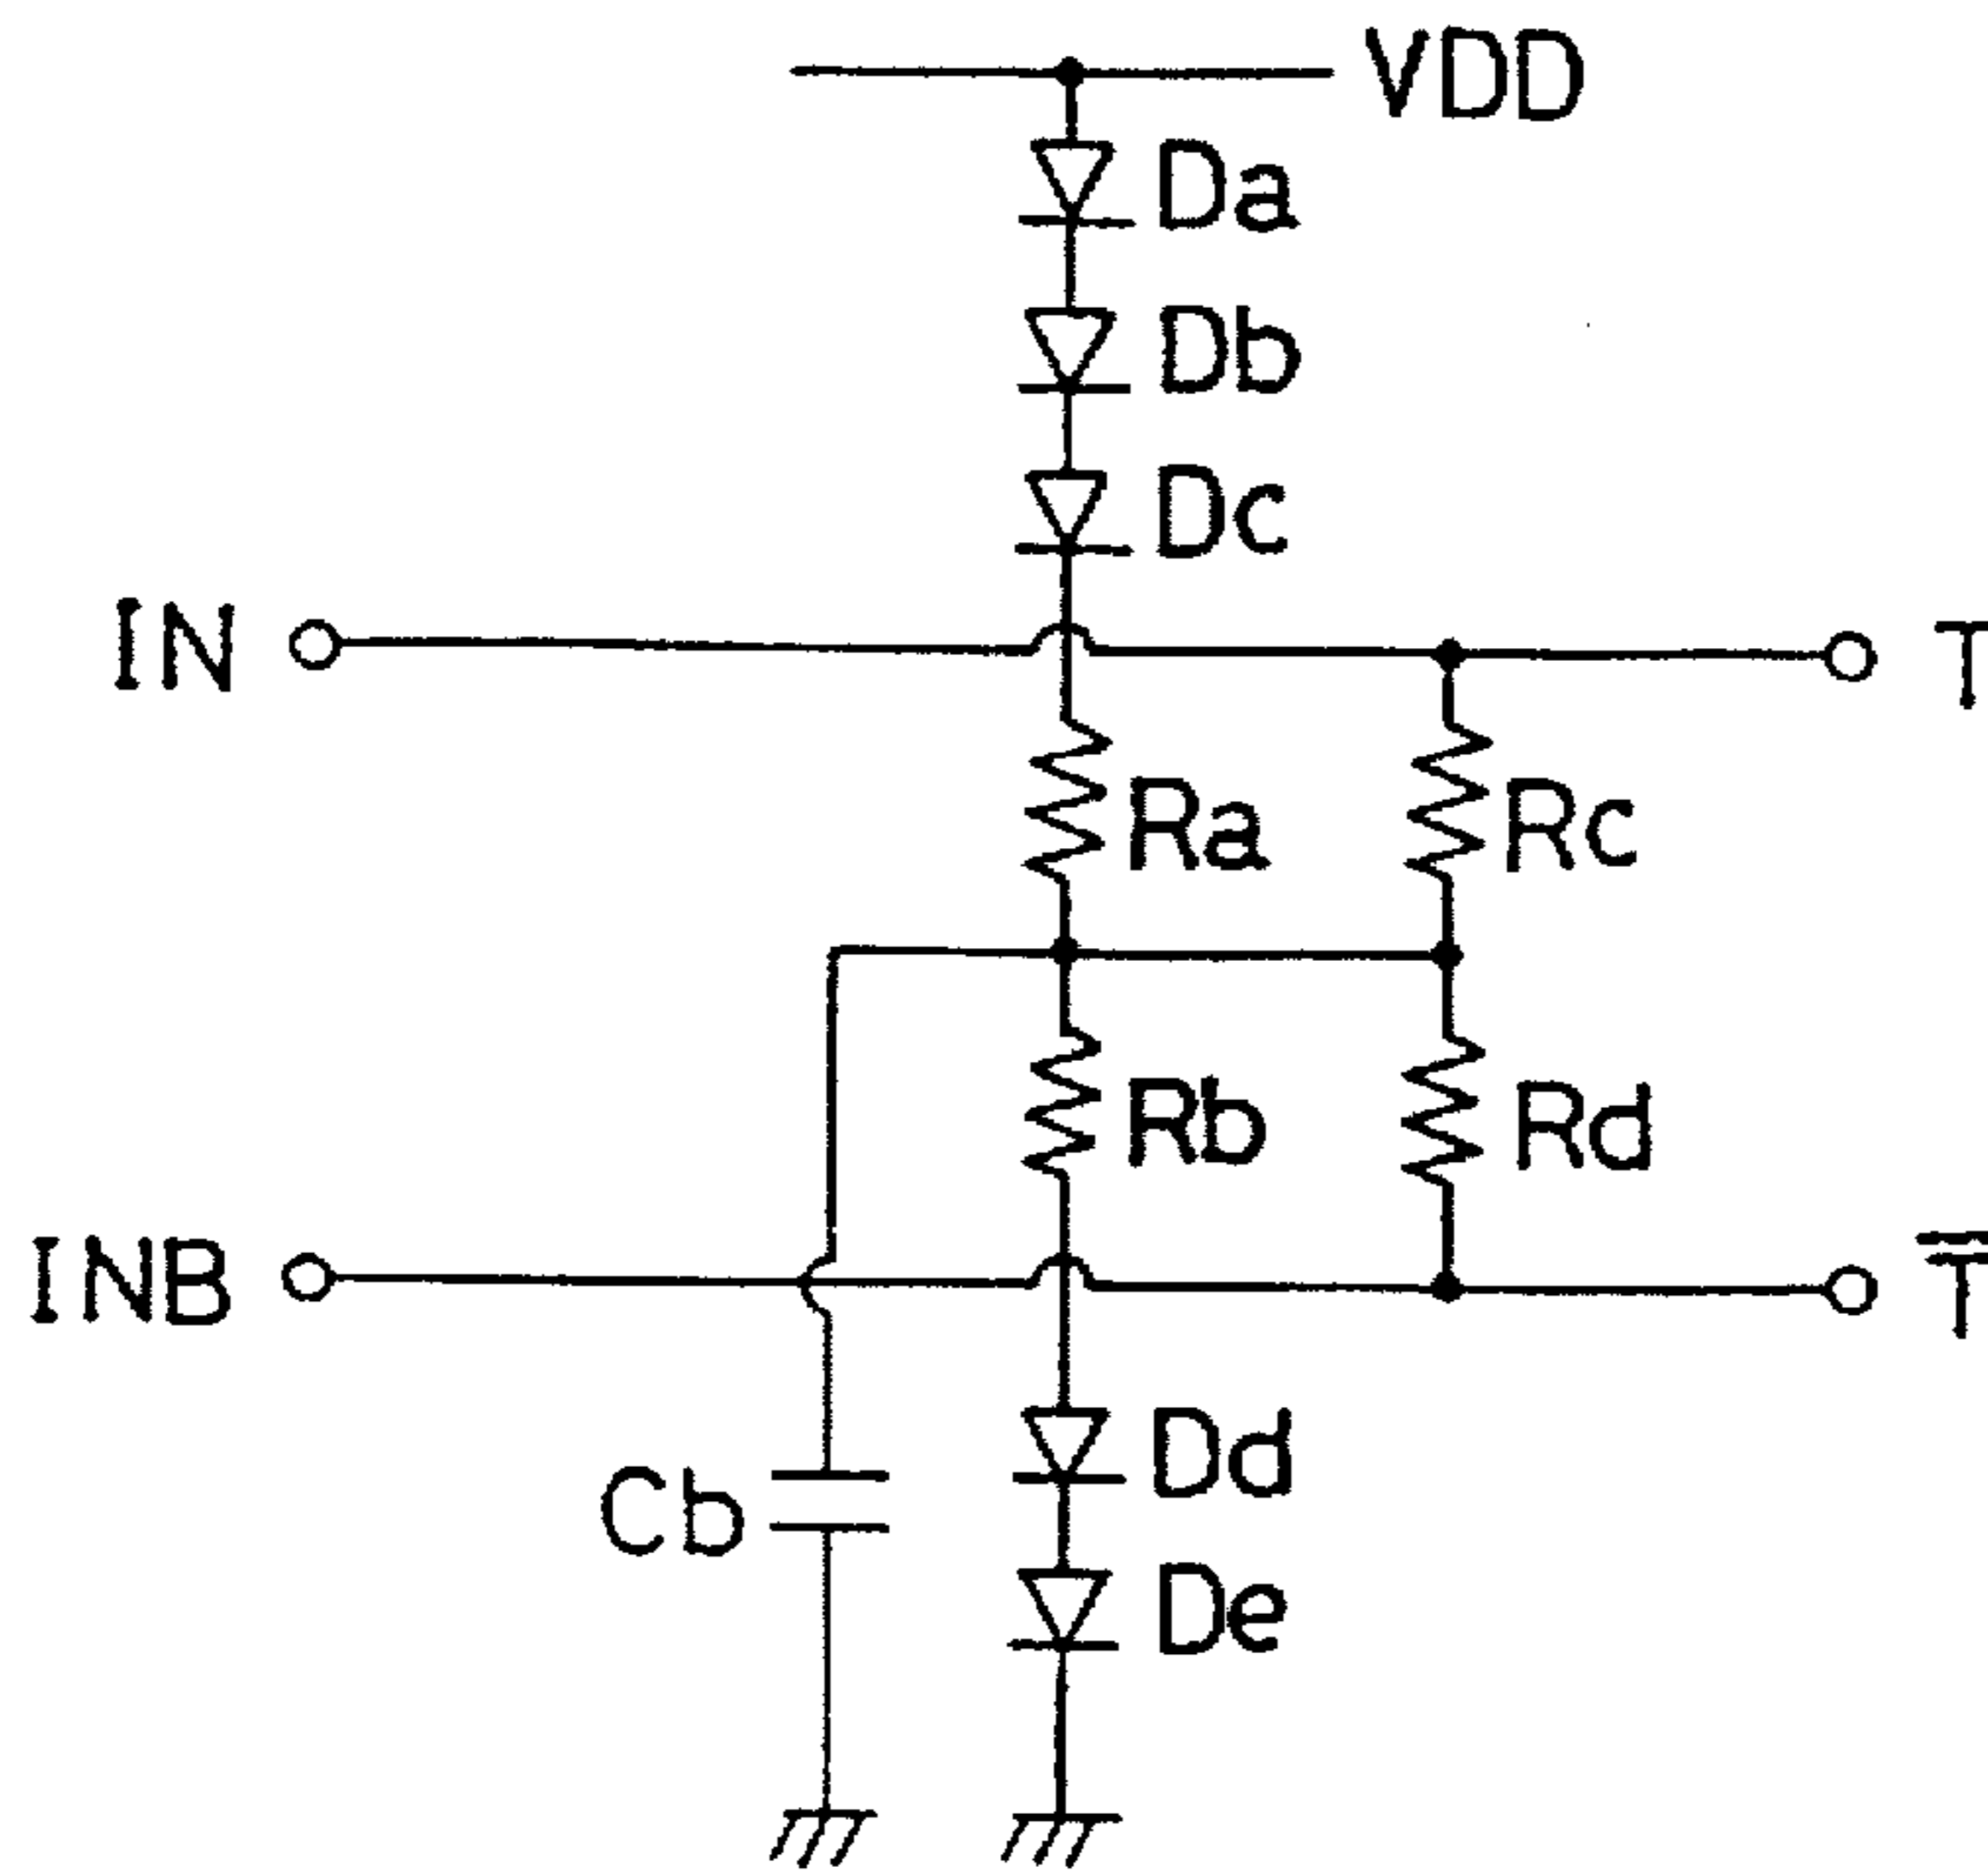 VDD
Da
Db
Dc
IN T
Ra Rc
Rb Rd
INB T̅
Dd
Cb
De